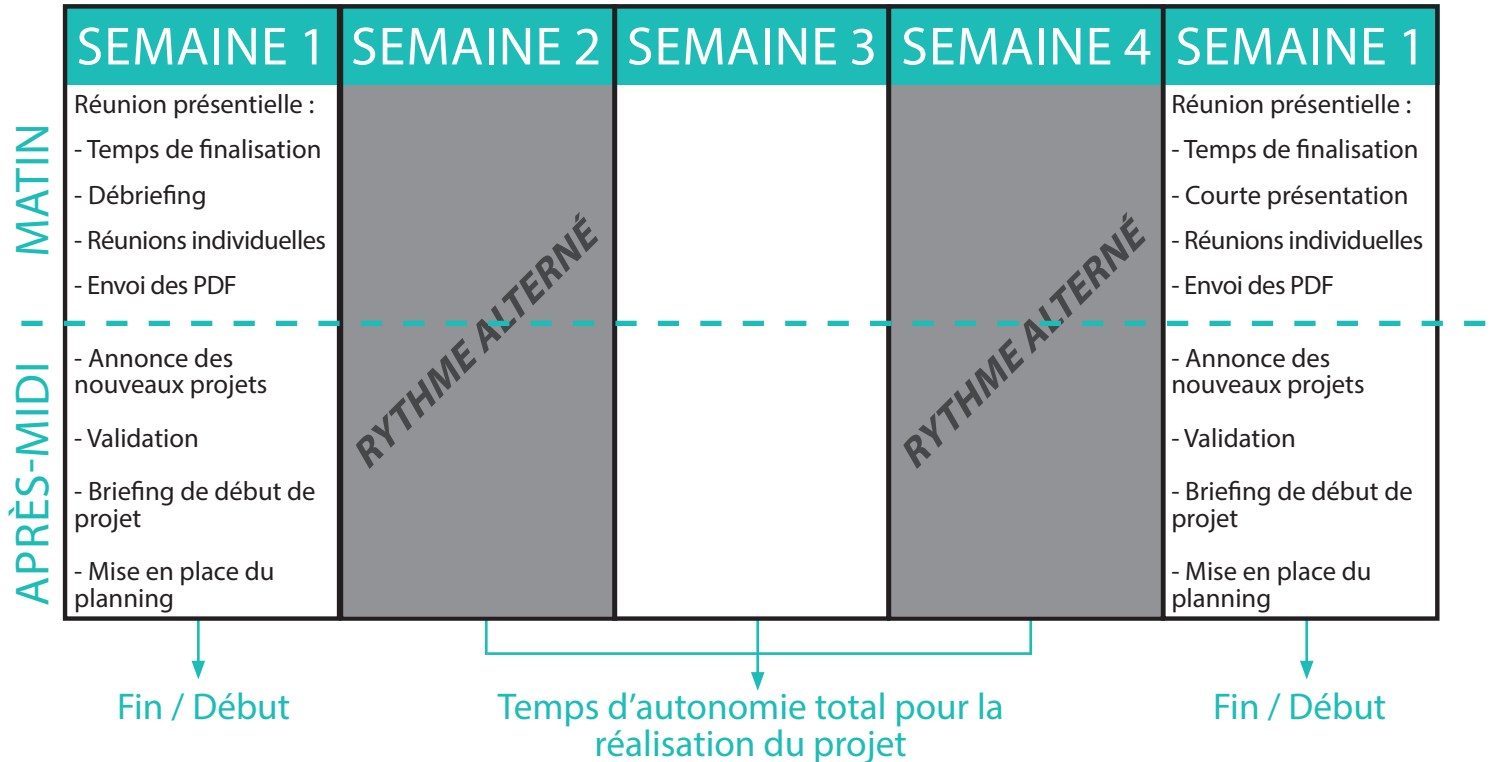 SEMAINE 1
SEMAINE 2
SEMAINE 3
SEMAINE 4
SEMAINE 1
MATIN
Réunion présentielle :
- Temps de finalisation
- Débriefing
- Réunions individuelles
- Envoi des PDF
APRÈS-MIDI
- Annonce des
nouveaux projets
- Validation
- Briefing de début de
projet
- Mise en place du
planning
RYTHME ALTERNÉ
RYTHME ALTERNÉ
Réunion présentielle :
- Temps de finalisation
- Courte présentation
- Réunions individuelles
- Envoi des PDF
- Annonce des
nouveaux projets
- Validation
- Briefing de début de
projet
- Mise en place du
planning
Fin / Début
Temps d'autonomie total pour la
réalisation du projet
Fin / Début